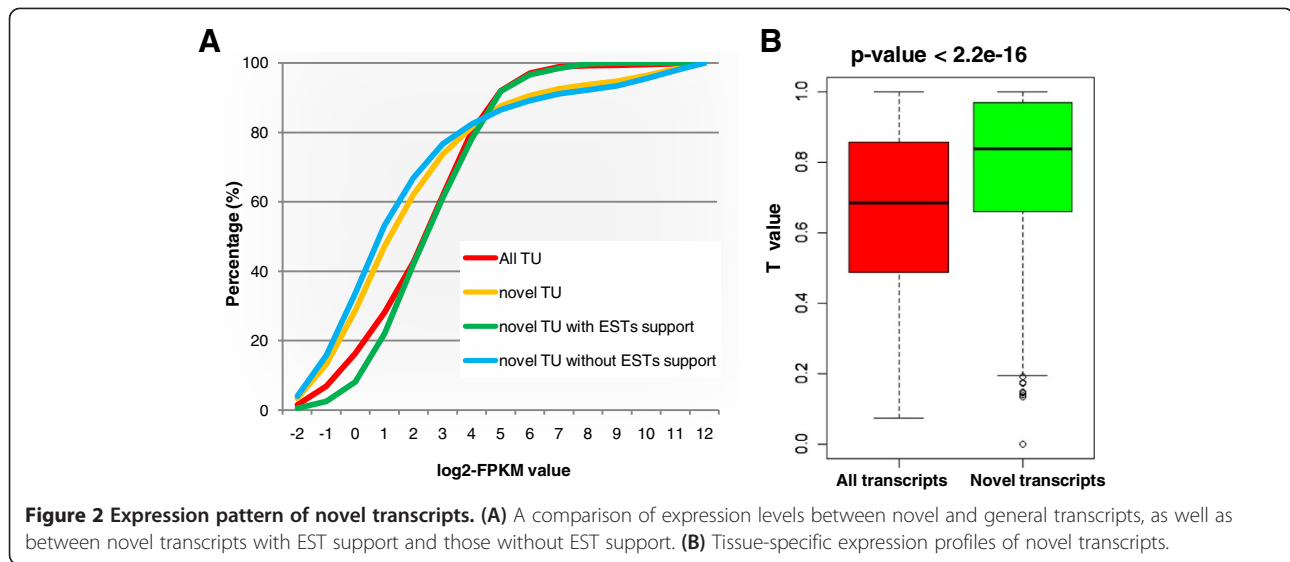 A
100
80
60
40
20
0
Percentage (%)
All TU
novel TU
novel TU with ESTs support
novel TU without ESTs support
-2 -1 0 1 2 3 4 5 6 7 8 9 10 11 12
log2-FPKM value
B
p-value < 2.2e-16
1.0
0.8
0.6
0.4
0.2
0.0
T value
All transcripts Novel transcripts
Figure 2 Expression pattern of novel transcripts. (A) A comparison of expression levels between novel and general transcripts, as well as
between novel transcripts with EST support and those without EST support. (B) Tissue-specific expression profiles of novel transcripts.